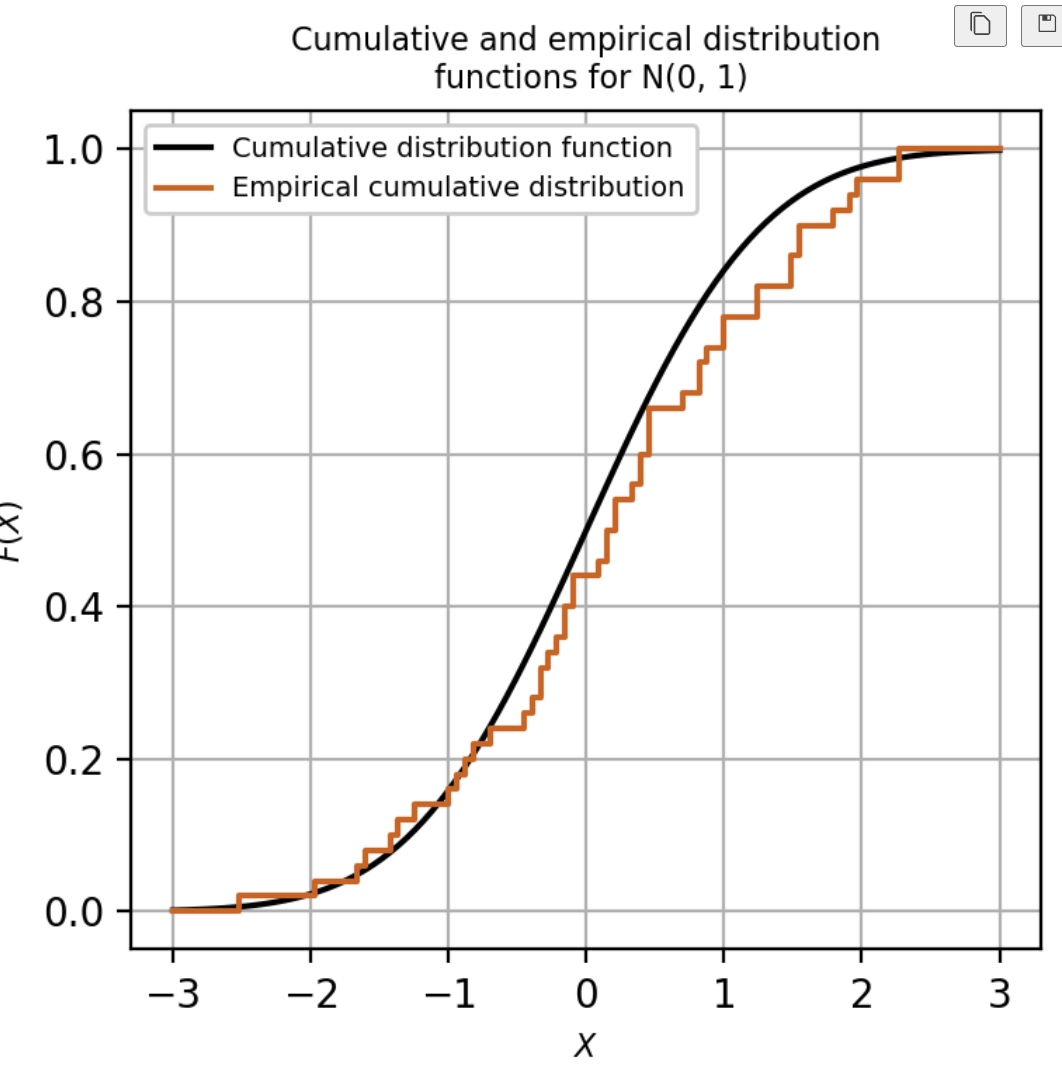 Cumulative and empirical distribution
functions for N(0, 1)
Cumulative distribution function
Empirical cumulative distribution
1.0
0.8
0.6
0.4
0.2
0.0
F(X)
−3 −2 −1 0 1 2 3
X